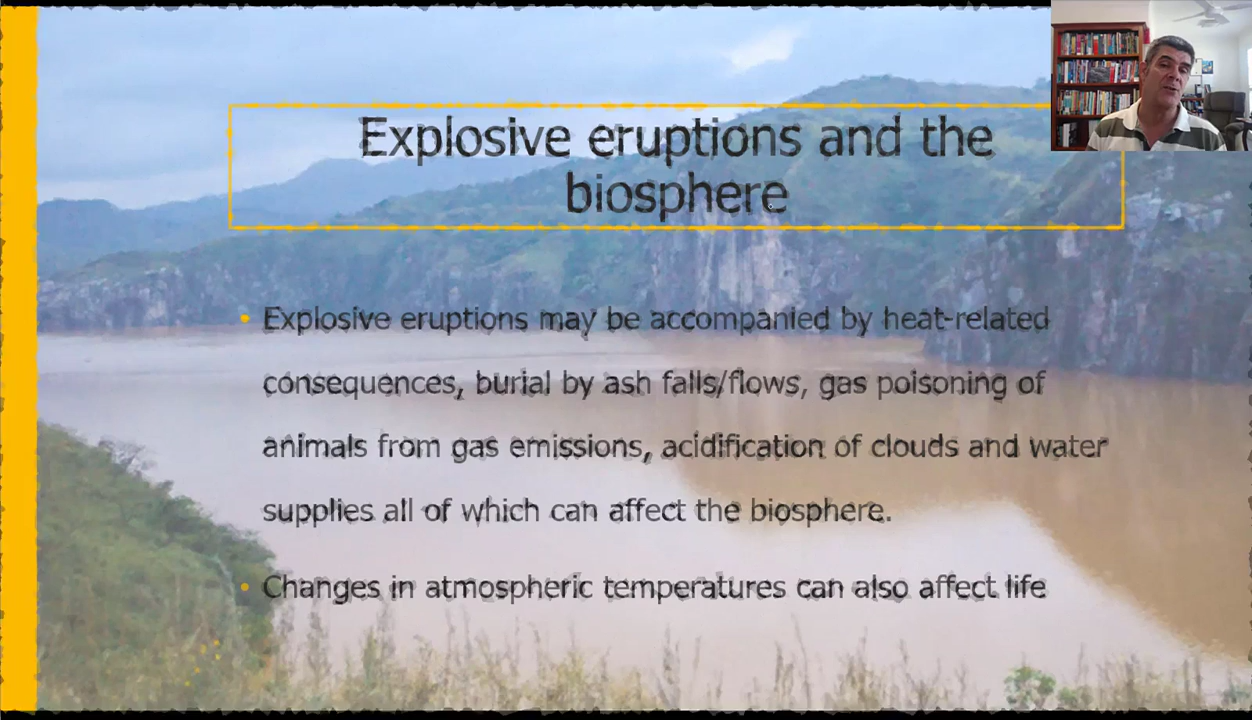 Explosive eruptions and the
biosphere
• Explosive eruptions may be accompanied by heat-related
consequences, burial by ash falls/flows, gas poisoning of
animals from gas emissions, acidification of clouds and water
supplies all of which can affect the biosphere.
• Changes in atmospheric temperatures can also affect life